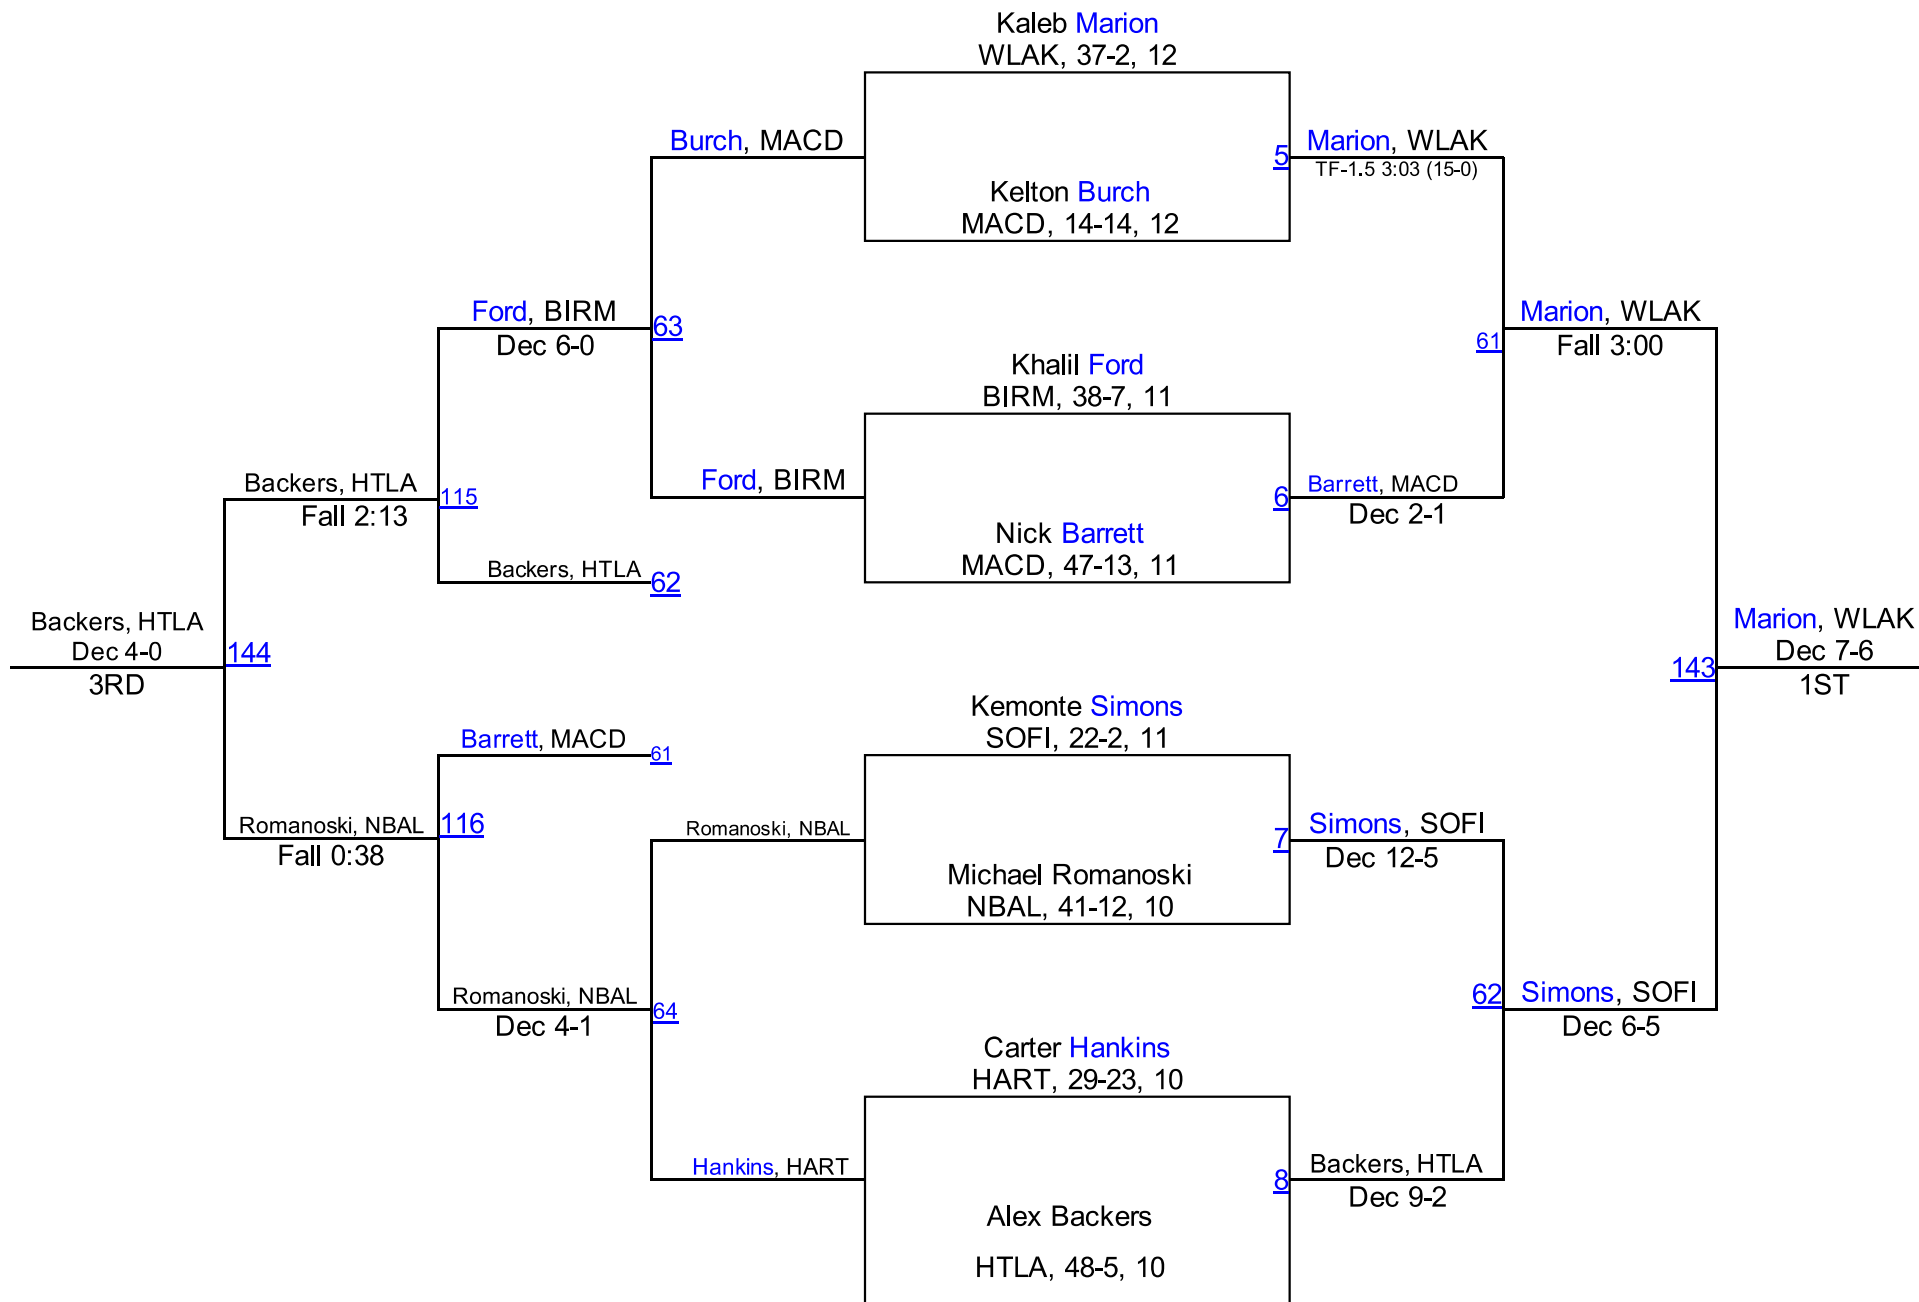 Kaleb Marion
WLAK, 37-2, 12
Burch, MACD
5
Marion, WLAK
TF-1.5 3:03 (15-0)
Kelton Burch
MACD, 14-14, 12
Ford, BIRM
Dec 6-0
63
Marion, WLAK
Fall 3:00
61
Khalil Ford
BIRM, 38-7, 11
Backers, HTLA
Fall 2:13
115
Ford, BIRM
6
Barrett, MACD
Dec 2-1
Nick Barrett
MACD, 47-13, 11
Backers, HTLA
62
Backers, HTLA
Dec 4-0
3RD
144
Marion, WLAK
Dec 7-6
1ST
143
Kemonte Simons
SOFI, 22-2, 11
Barrett, MACD
61
Romanoski, NBAL
Fall 0:38
116
Romanoski, NBAL
7
Simons, SOFI
Dec 12-5
Michael Romanoski
NBAL, 41-12, 10
Romanoski, NBAL
Dec 4-1
64
62
Simons, SOFI
Dec 6-5
Carter Hankins
HART, 29-23, 10
Hankins, HART
8
Backers, HTLA
Dec 9-2
Alex Backers
HTLA, 48-5, 10